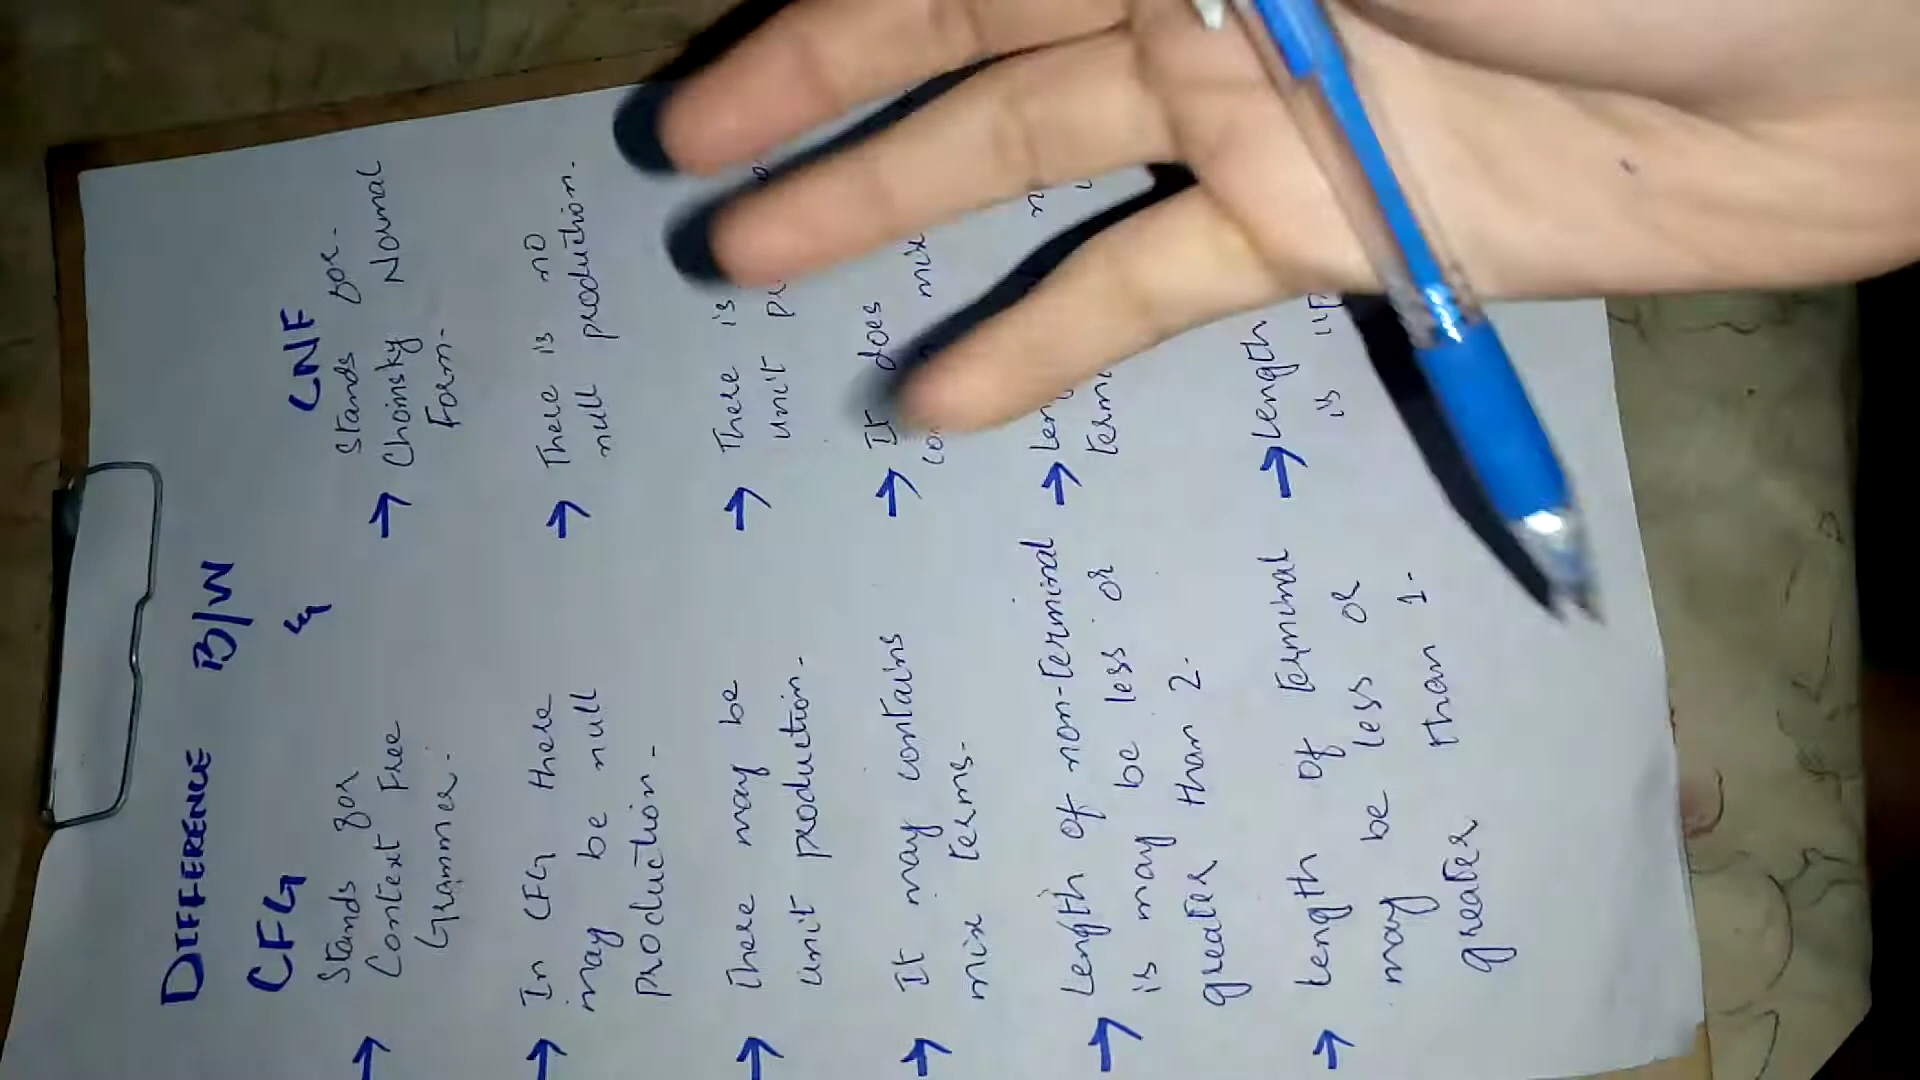 DIFFERENCE B/W
CFG & CNF
→ Stands for
Context Free
Grammer.
→ In CFG there
may be null
production.
→ There may be
unit production.
→ It may contains
mix terms.
→ Length of non-terminal
is may be less or
greater than 2.
→ Length of terminal
may be less or
greater than 1.
Stands for.
→ Chomsky Normal
Form.
→ There is no
null production.
→ There is
unit
→ It does
mix
→
→ Length
is